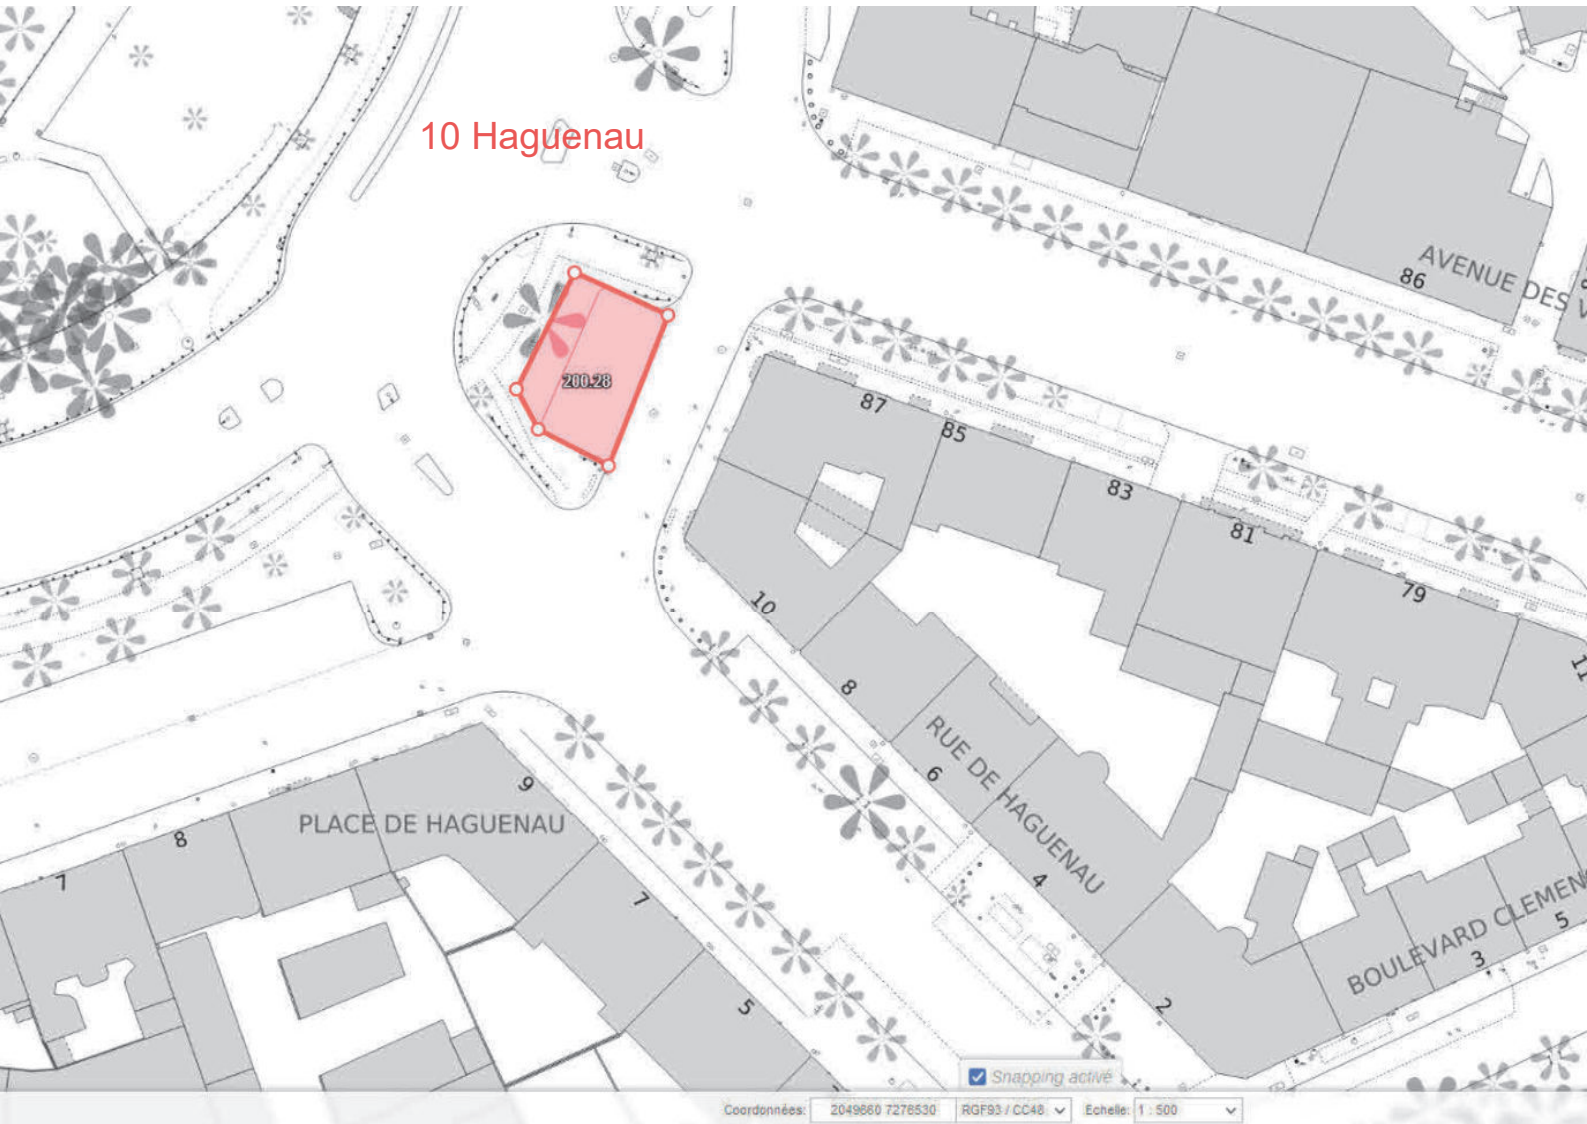 10 Haguenau
AVENUE DES V
86
200.28
87
85
83
81
79
11
10
8
6
4
2
RUE DE HAGUENAU
9
PLACE DE HAGUENAU
8
7
7
5
BOULEVARD CLEMEN
5
3
Snapping activé
Coordonnées: 2049660 7276530 RGF93 / CC48 Echelle: 1 : 500